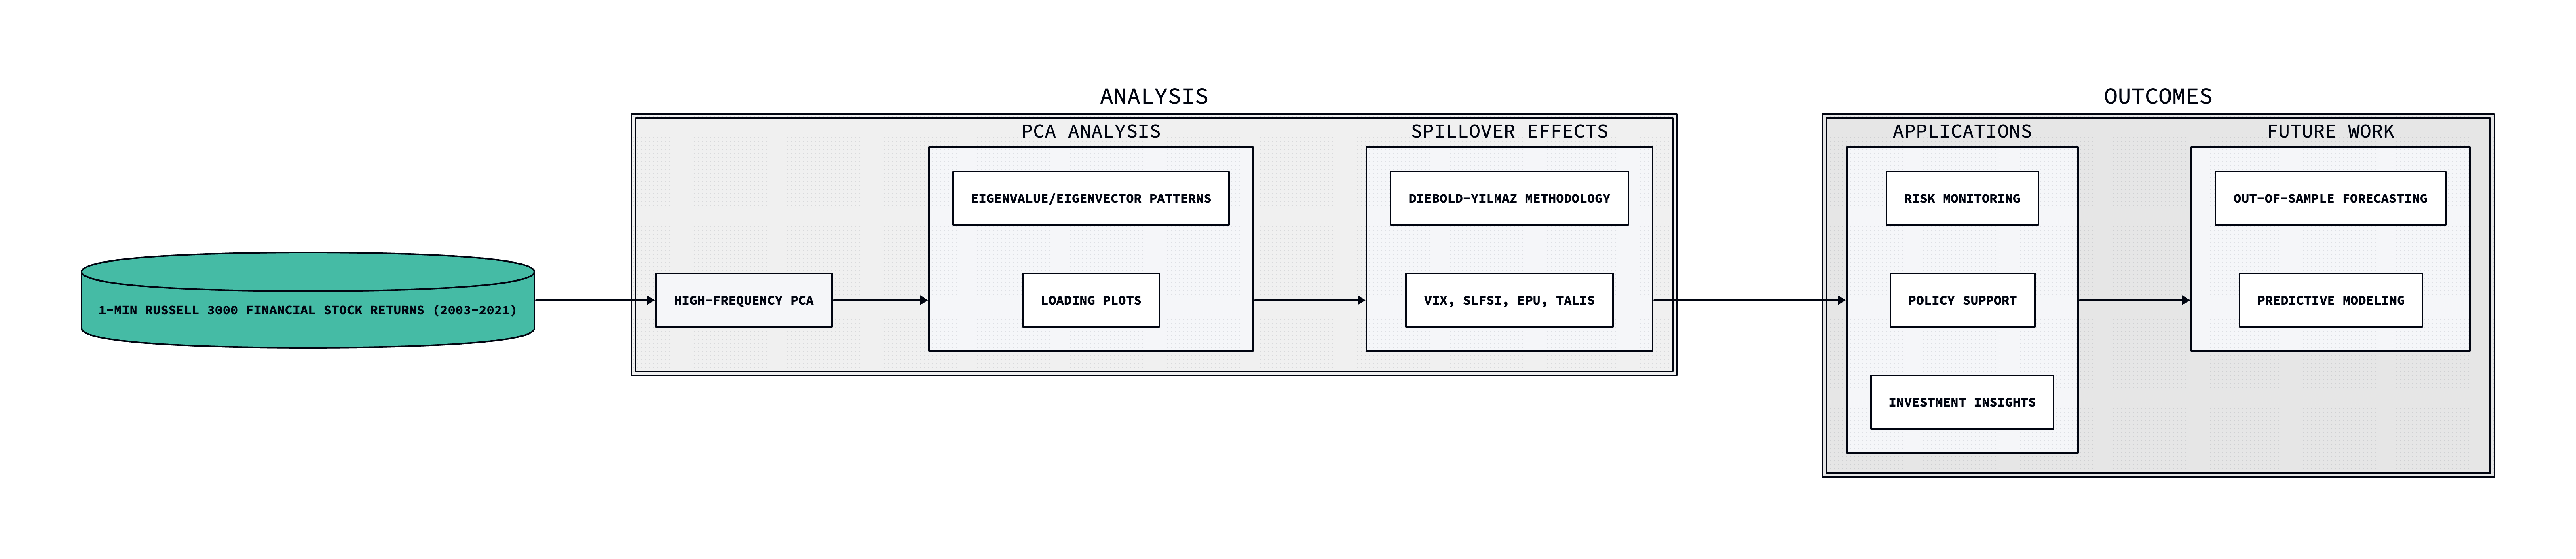 1-MIN RUSSELL 3000 FINANCIAL STOCK RETURNS (2003-2021)
ANALYSIS
HIGH-FREQUENCY PCA
PCA ANALYSIS
EIGENVALUE/EIGENVECTOR PATTERNS
LOADING PLOTS
SPILLOVER EFFECTS
DIEBOLD-YILMAZ METHODOLOGY
VIX, SLFSI, EPU, TALIS
OUTCOMES
APPLICATIONS
RISK MONITORING
POLICY SUPPORT
INVESTMENT INSIGHTS
FUTURE WORK
OUT-OF-SAMPLE FORECASTING
PREDICTIVE MODELING